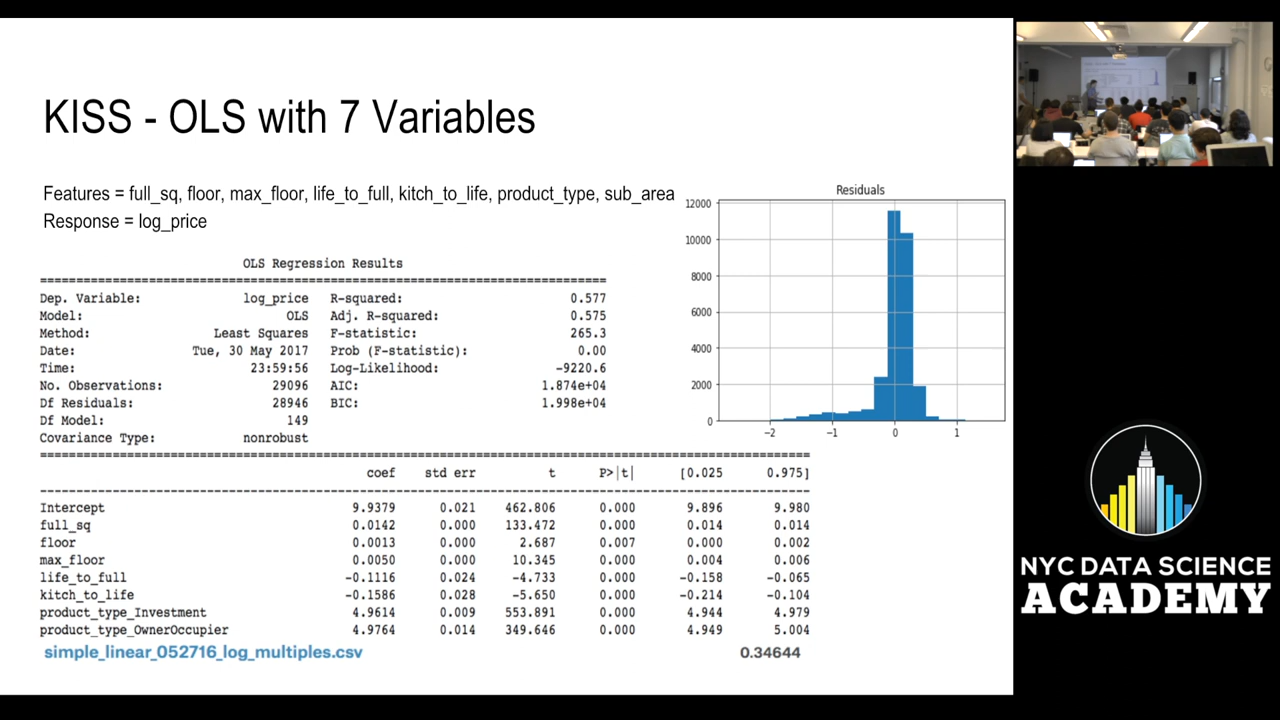 KISS - OLS with 7 Variables
Features = full_sq, floor, max_floor, life_to_full, kitch_to_life, product_type, sub_area
Response = log_price
Residuals
12000
10000
8000
6000
4000
2000
0
−2 −1 0 1
OLS Regression Results
==============================================================================
Dep. Variable: log_price R-squared: 0.577
Model: OLS Adj. R-squared: 0.575
Method: Least Squares F-statistic: 265.3
Date: Tue, 30 May 2017 Prob (F-statistic): 0.00
Time: 23:59:56 Log-Likelihood: -9220.6
No. Observations: 29096 AIC: 1.874e+04
Df Residuals: 28946 BIC: 1.998e+04
Df Model: 149
Covariance Type: nonrobust
==============================================================================
coef std err t P>|t| [0.025 0.975]
------------------------------------------------------------------------------
Intercept 9.9379 0.021 462.806 0.000 9.896 9.980
full_sq 0.0142 0.000 133.472 0.000 0.014 0.014
floor 0.0013 0.000 2.687 0.007 0.000 0.002
max_floor 0.0050 0.000 10.345 0.000 0.004 0.006
life_to_full -0.1116 0.024 -4.733 0.000 -0.158 -0.065
kitch_to_life -0.1586 0.028 -5.650 0.000 -0.214 -0.104
product_type_Investment 4.9614 0.009 553.891 0.000 4.944 4.979
product_type_OwnerOccupier 4.9764 0.014 349.646 0.000 4.949 5.004
simple_linear_052716_log_multiples.csv 0.34644
NYC DATA SCIENCE
ACADEMY